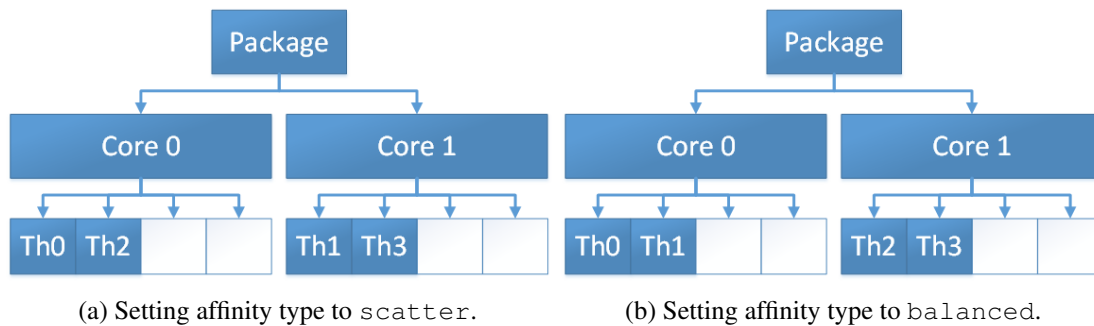 Package
Core 0
Core 1
Th0 Th2
Th1 Th3
(a) Setting affinity type to scatter.
Package
Core 0
Core 1
Th0 Th1
Th2 Th3
(b) Setting affinity type to balanced.